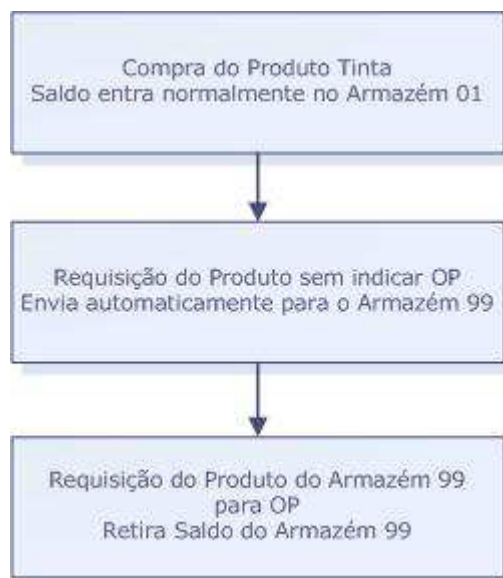 Compra do Produto Tinta
Saldo entra normalmente no Armazém 01
Requisição do Produto sem indicar OP
Envia automaticamente para o Armazém 99
Requisição do Produto do Armazém 99
para OP
Retira Saldo do Armazém 99